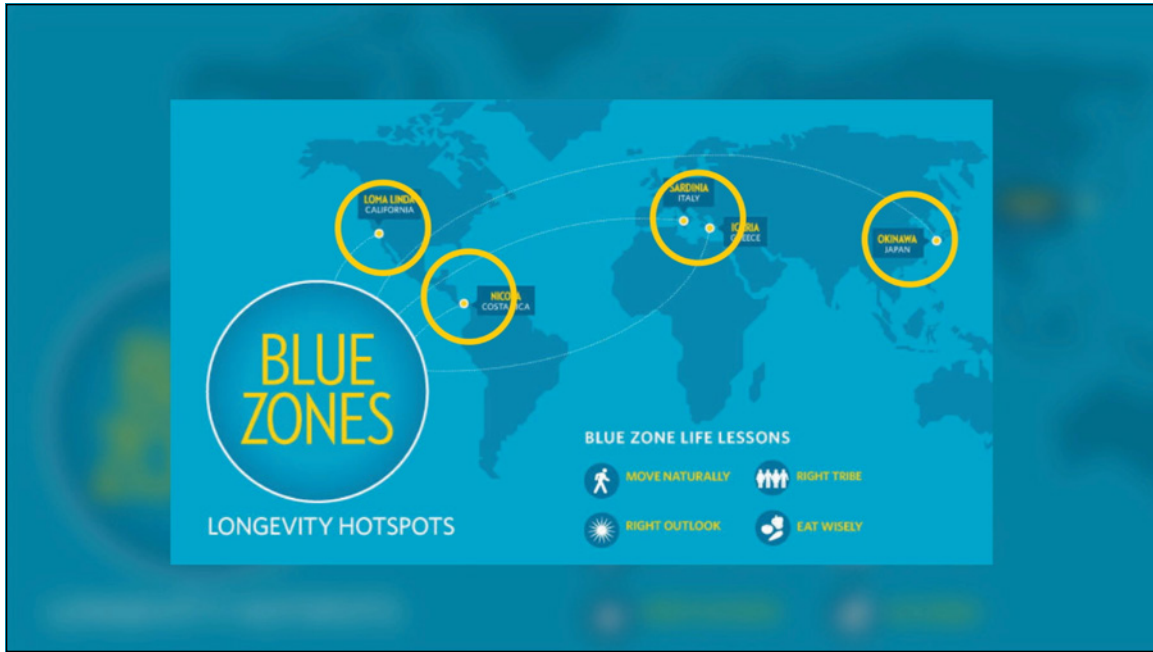 LOMA LINDA
CALIFORNIA
SARDINIA
ITALY
ICARIA
GREECE
OKINAWA
JAPAN
NICOYA
COSTA RICA
BLUE
ZONES
LONGEVITY HOTSPOTS
BLUE ZONE LIFE LESSONS
MOVE NATURALLY
RIGHT TRIBE
RIGHT OUTLOOK
EAT WISELY